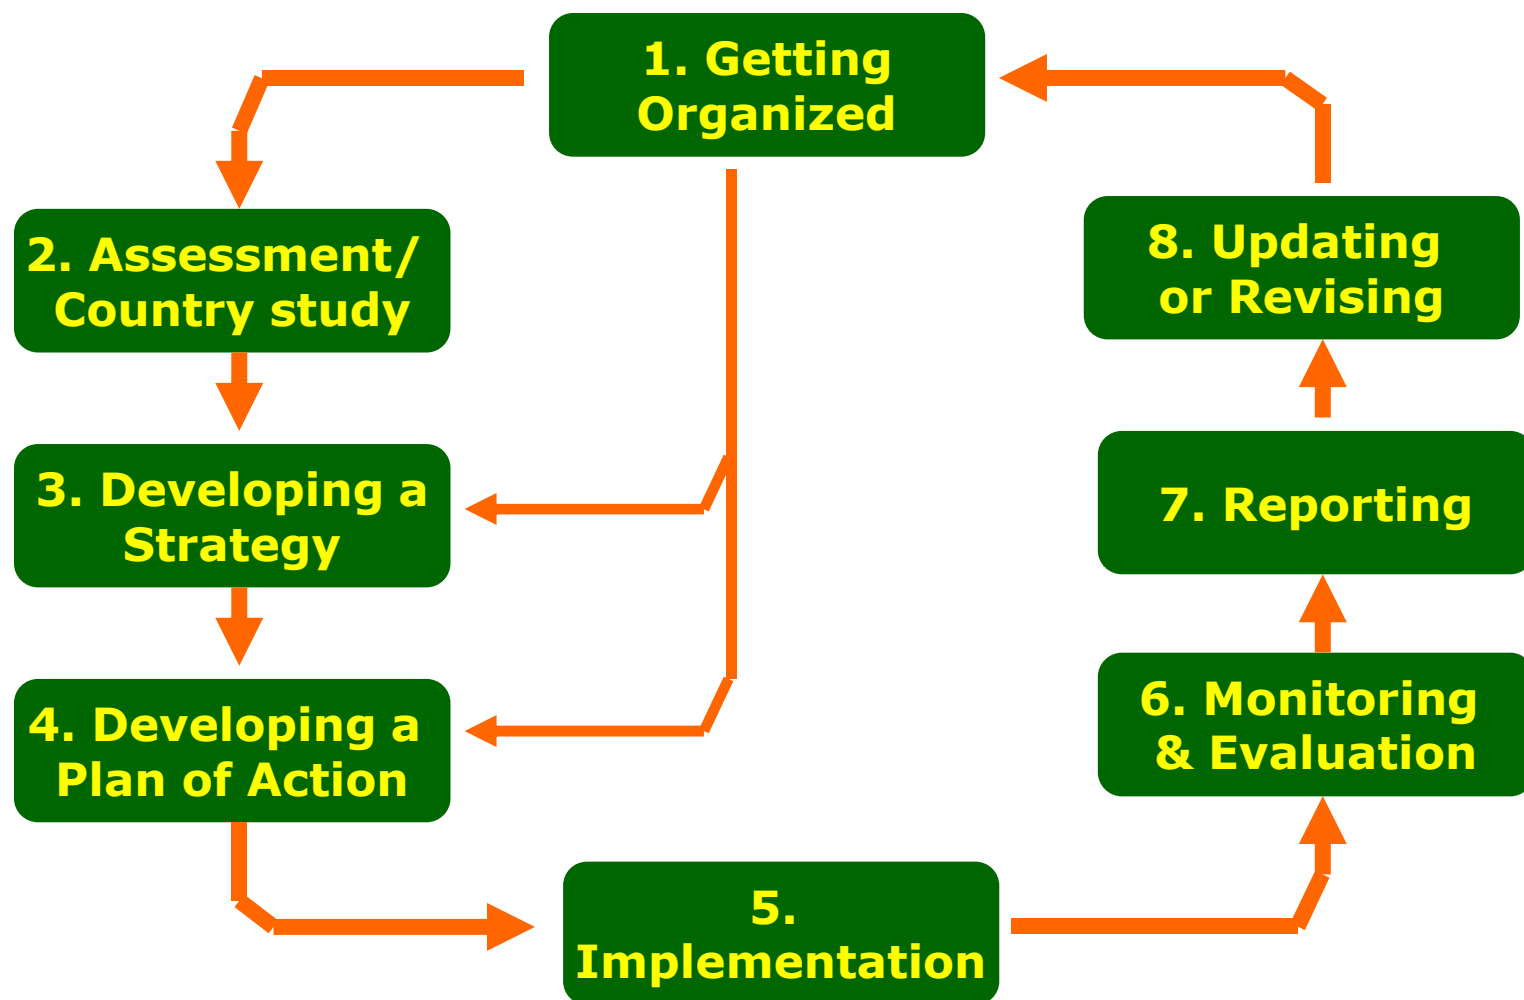 1. Getting
Organized
2. Assessment/
Country study
3. Developing a
Strategy
4. Developing a
Plan of Action
5.
Implementation
6. Monitoring
& Evaluation
7. Reporting
8. Updating
or Revising